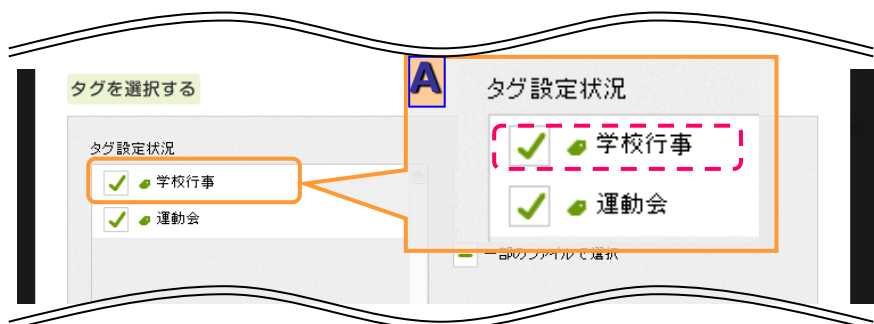 タグを選択する
タグ設定状況
学校行事
運動会
A
タグ設定状況
学校行事
運動会
一部のファイルで選択